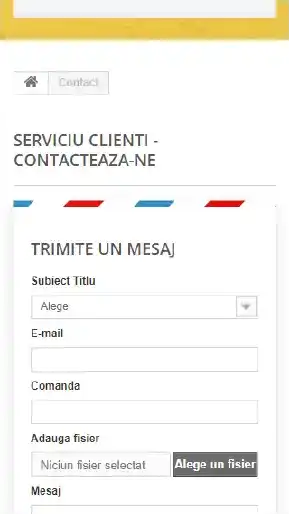 Contact
SERVICIU CLIENTI -
CONTACTEAZA-NE
TRIMITE UN MESAJ
Subiect Titlu
Alege
E-mail
Comanda
Adauga fisier
Niciun fisier selectat Alege un fisier
Mesaj